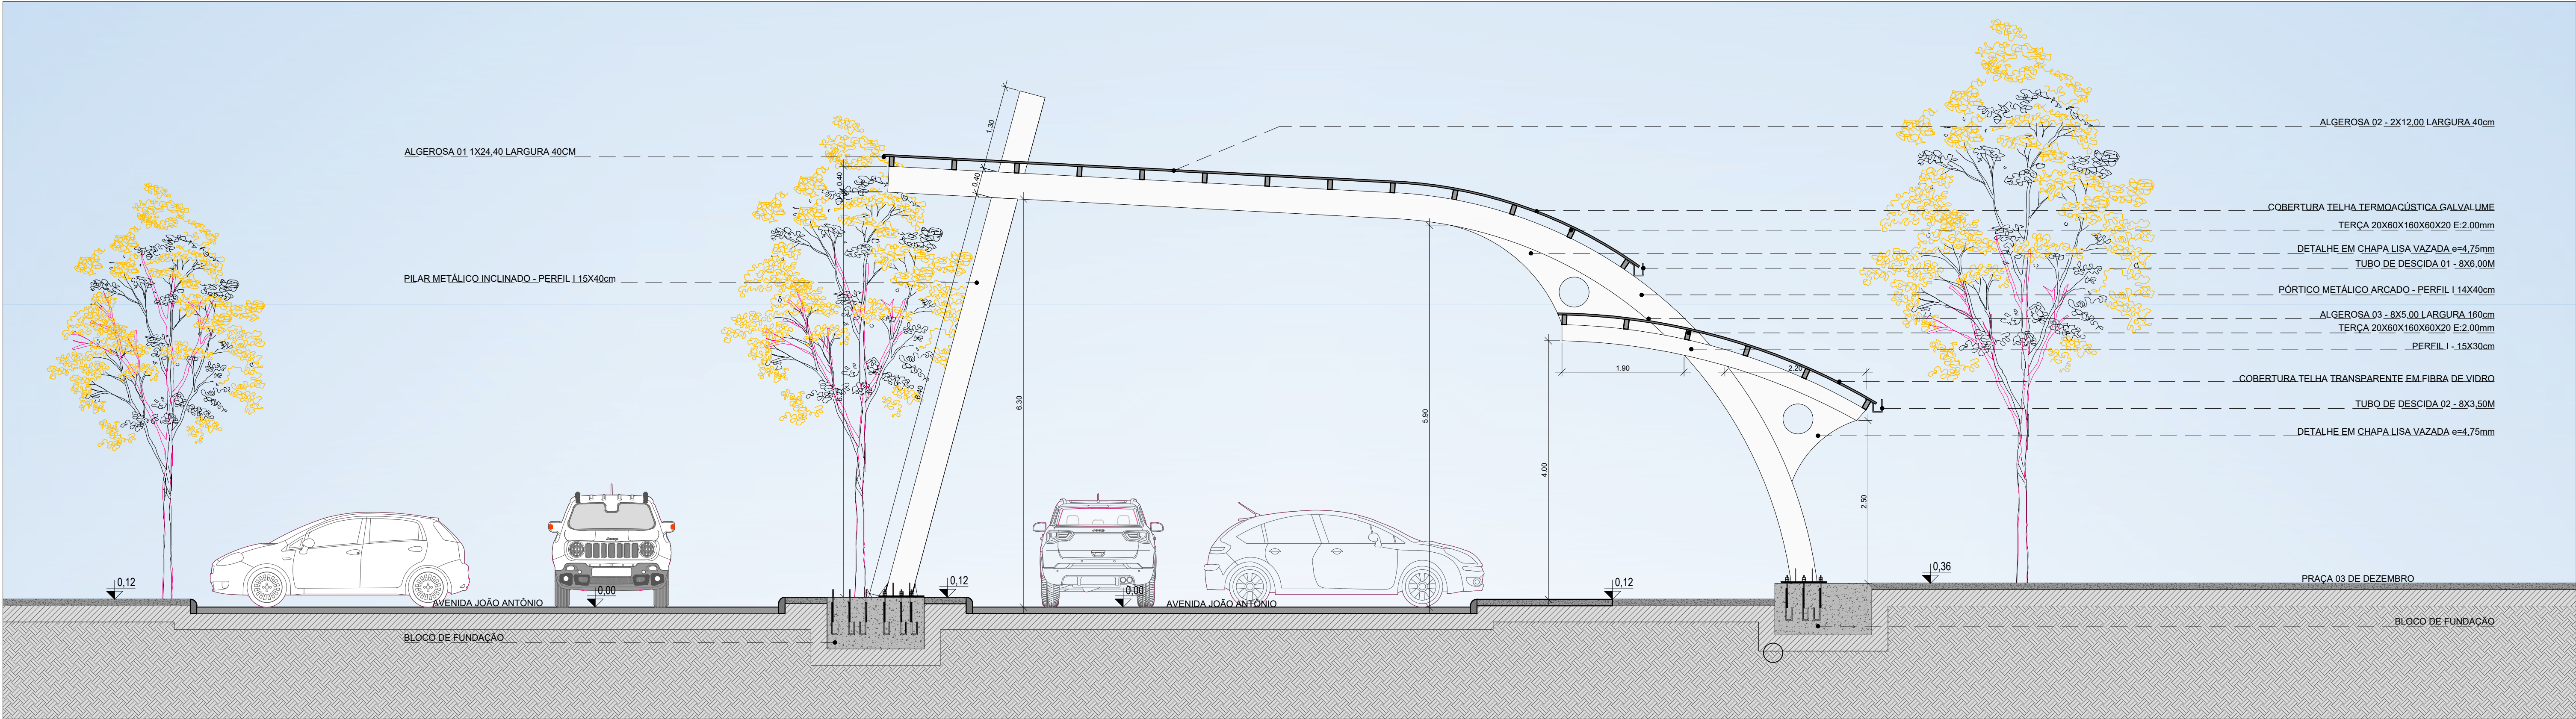 ALGEROSA 01 1X24,40 LARGURA 40CM
PILAR METÁLICO INCLINADO - PERFIL I 15X40cm
1.30
0.40
0.40
6.40
6.30
5.90
4.00
1.90
2.20
2.50
ALGEROSA 02 - 2X12,00 LARGURA 40cm
COBERTURA TELHA TERMOACÚSTICA GALVALUME
TERÇA 20X60X160X60X20 E:2.00mm
DETALHE EM CHAPA LISA VAZADA e=4,75mm
TUBO DE DESCIDA 01 - 8X6,00M
PÓRTICO METÁLICO ARCADO - PERFIL I 14X40cm
ALGEROSA 03 - 8X5,00 LARGURA 160cm
TERÇA 20X60X160X60X20 E:2.00mm
PERFIL I - 15X30cm
COBERTURA TELHA TRANSPARENTE EM FIBRA DE VIDRO
TUBO DE DESCIDA 02 - 8X3,50M
DETALHE EM CHAPA LISA VAZADA e=4,75mm
Jeep
Jeep
0,12
AVENIDA JOÃO ANTÔNIO
0,00
0,12
0,00
AVENIDA JOÃO ANTÔNIO
0,12
0,36
PRAÇA 03 DE DEZEMBRO
BLOCO DE FUNDAÇÃO
BLOCO DE FUNDAÇÃO